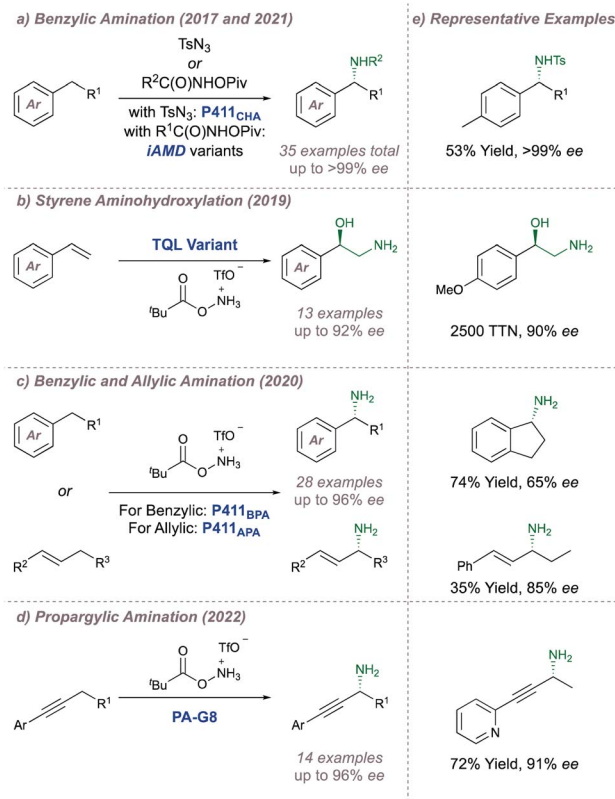 a) Benzylic Amination (2017 and 2021)
e) Representative Examples
TsN3
or
R2C(O)NHOPiv
Ar
R1
with TsN3: P411CHA
with R1C(O)NHOPiv:
iAMD variants
NHR2
Ar
R1
35 examples total
up to >99% ee
NHTs
R1
53% Yield, >99% ee
b) Styrene Aminohydroxylation (2019)
Ar
TQL Variant
O
TfO−
tBu
O
+
NH3
OH
NH2
Ar
13 examples
up to 92% ee
OH
NH2
MeO
2500 TTN, 90% ee
c) Benzylic and Allylic Amination (2020)
Ar
R1
or
R2
R3
O
TfO−
tBu
O
+
NH3
For Benzylic: P411BPA
For Allylic: P411APA
NH2
Ar
R1
28 examples
up to 96% ee
NH2
R2
R3
NH2
74% Yield, 65% ee
NH2
Ph
35% Yield, 85% ee
d) Propargylic Amination (2022)
R1
Ar
O
TfO−
tBu
O
+
NH3
PA-G8
NH2
R1
Ar
14 examples
up to 96% ee
NH2
N
72% Yield, 91% ee